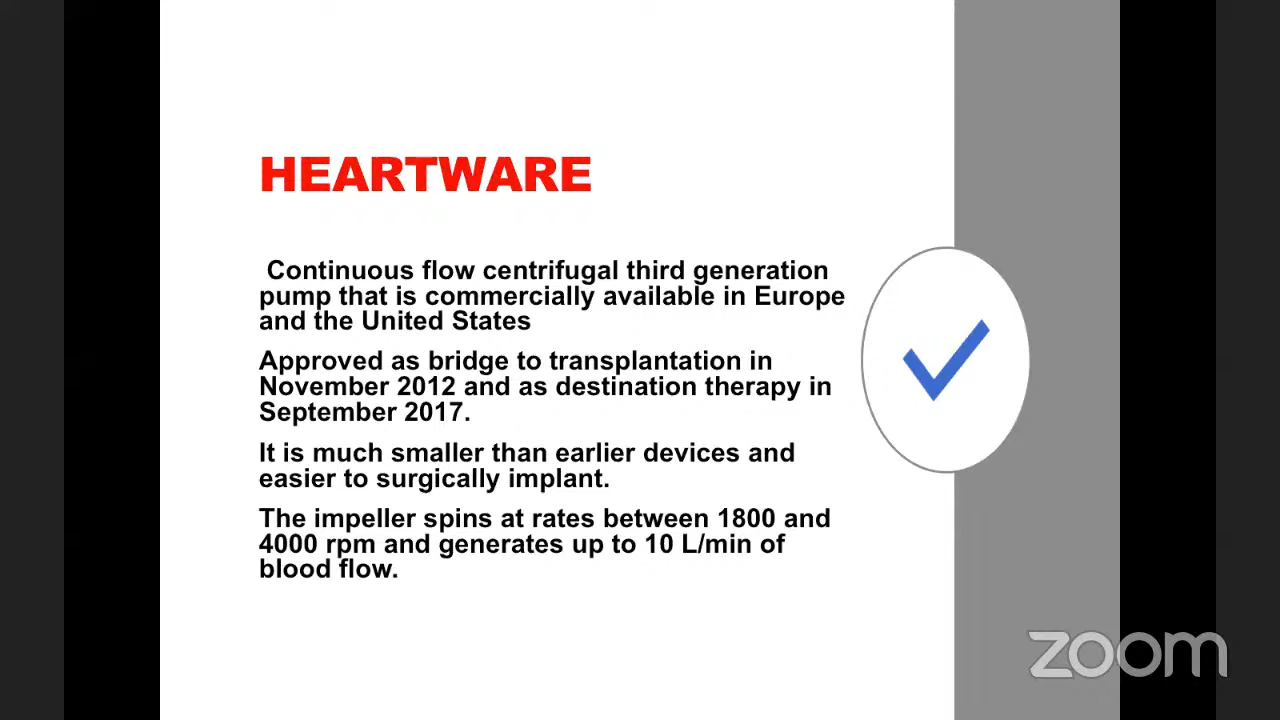 HEARTWARE
Continuous flow centrifugal third generation
pump that is commercially available in Europe
and the United States
Approved as bridge to transplantation in
November 2012 and as destination therapy in
September 2017.
It is much smaller than earlier devices and
easier to surgically implant.
The impeller spins at rates between 1800 and
4000 rpm and generates up to 10 L/min of
blood flow.
zoom